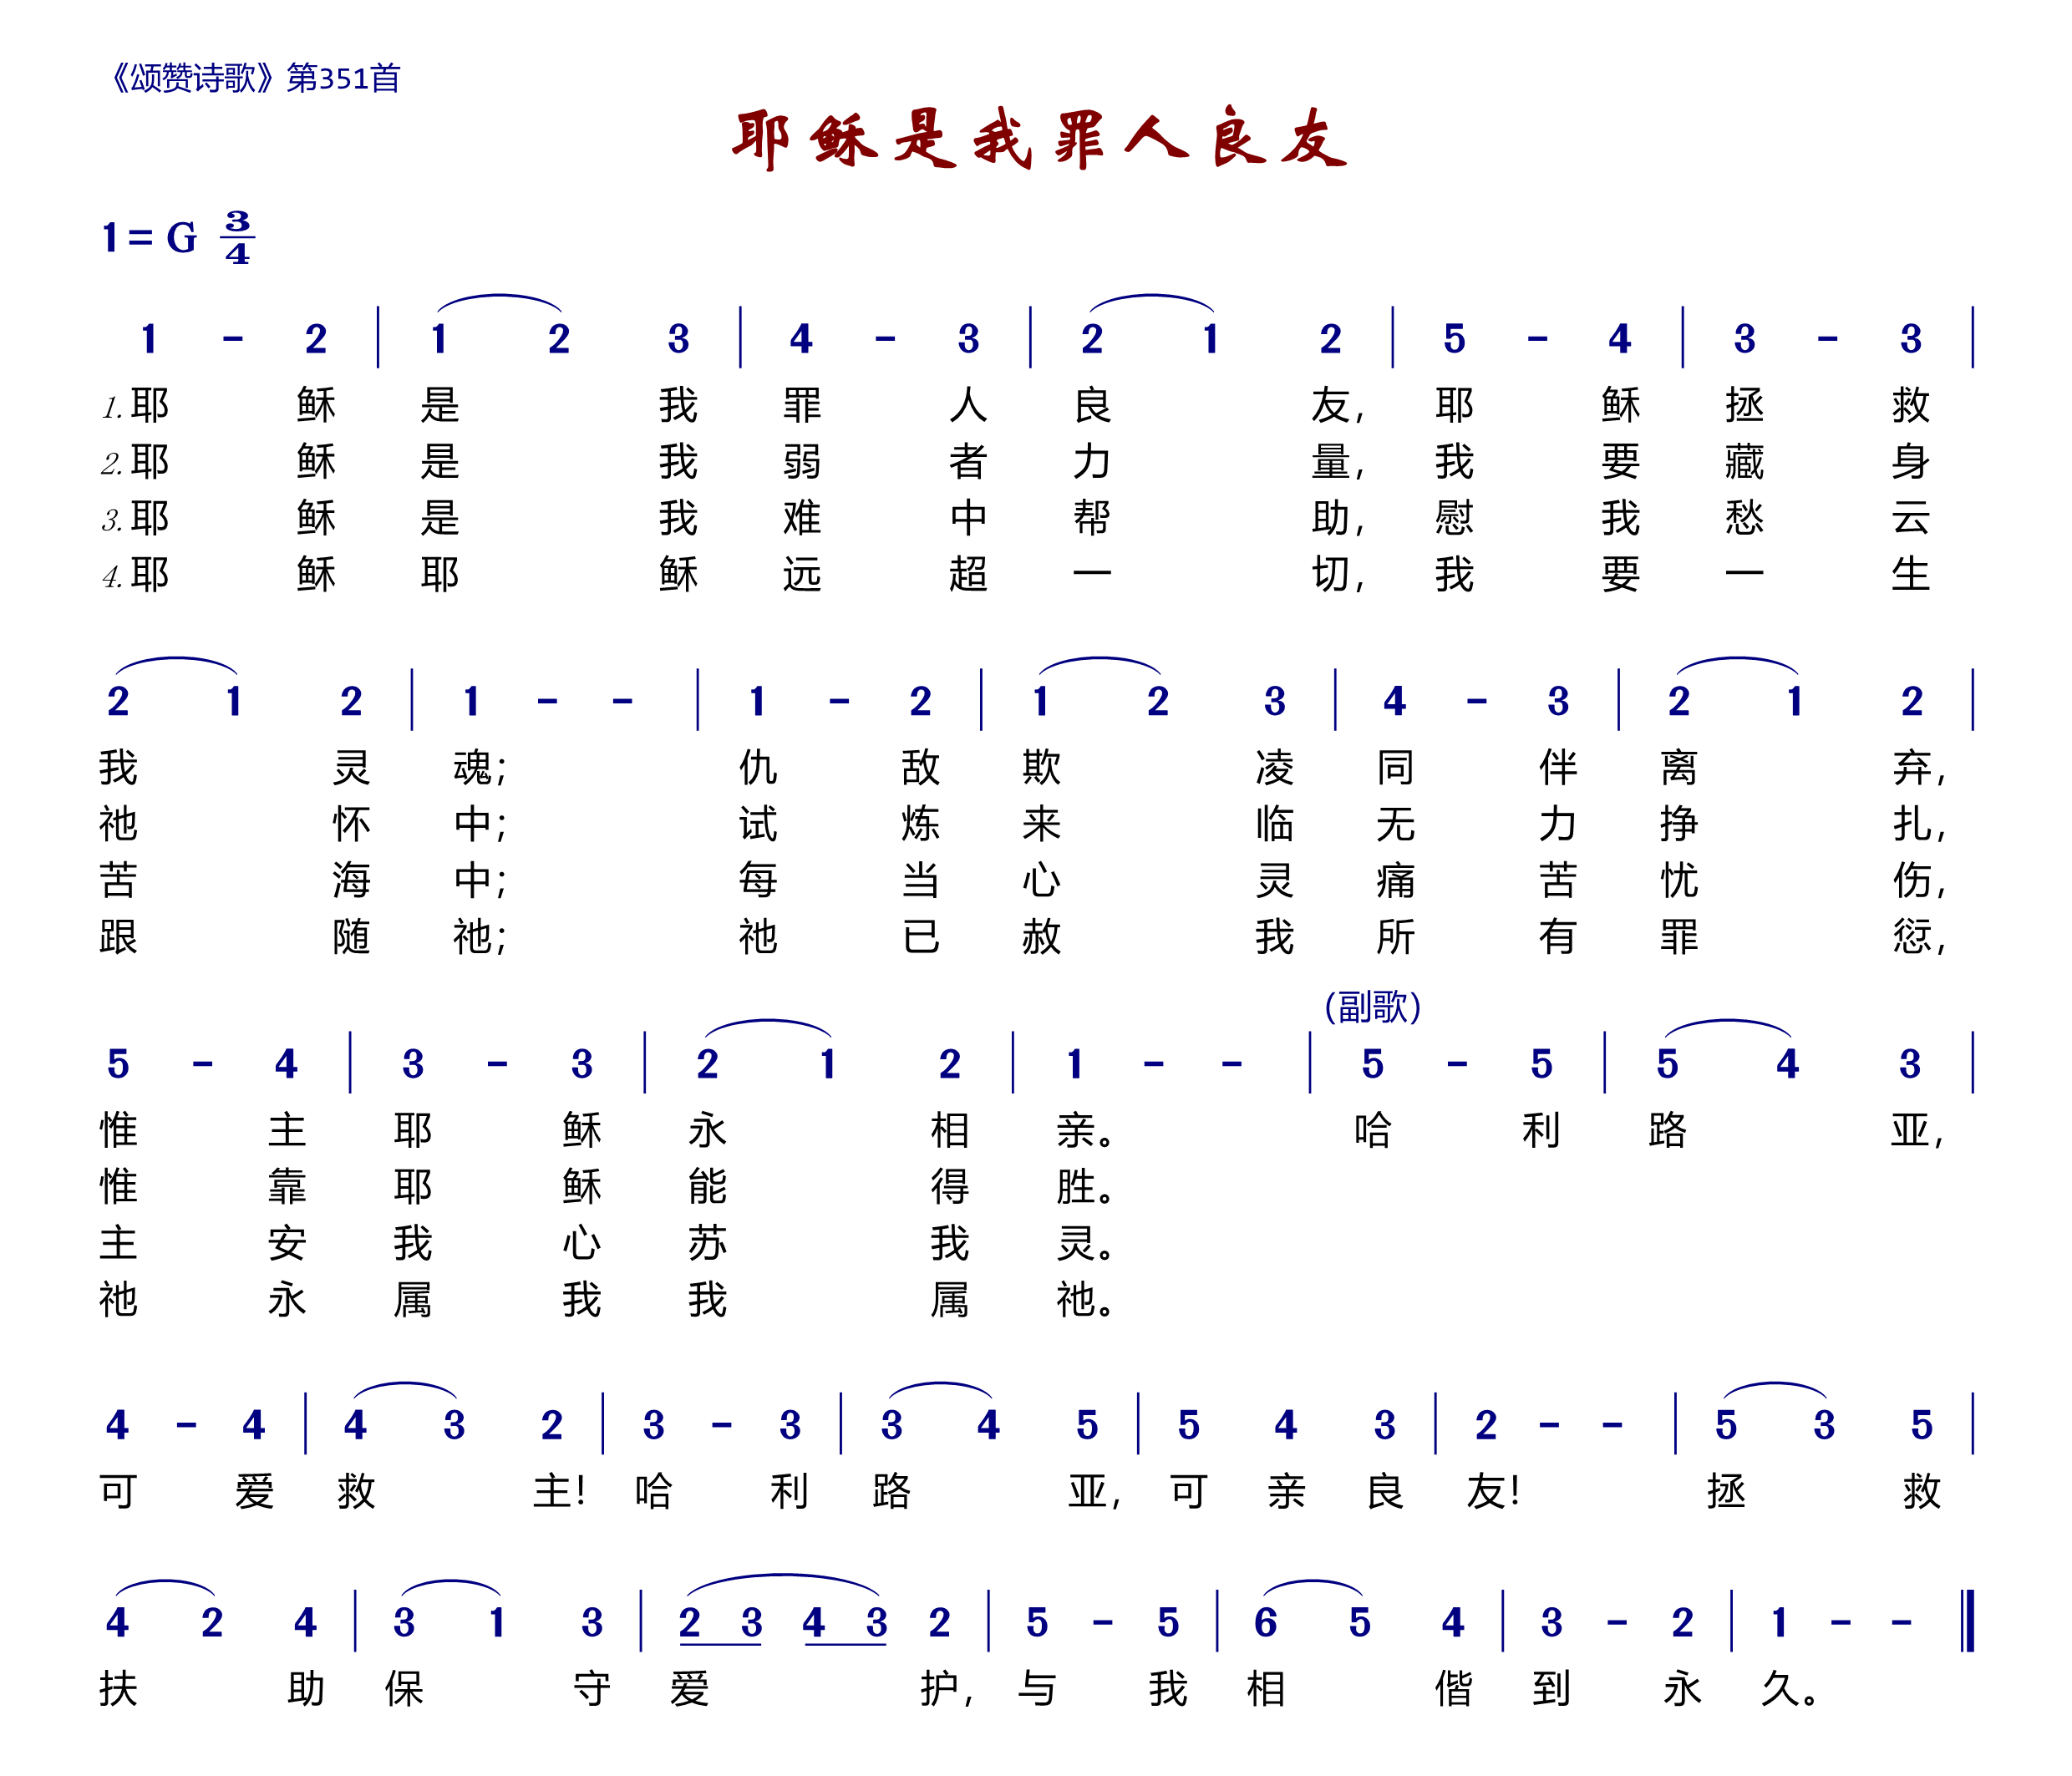 《颂赞诗歌》第351首
耶稣是我罪人良友
1 = G 3/4
1 - 2 | 1 2 3 | 4 - 3 | 2 1 2 | 5 - 4 | 3 - 3 |
1. 耶 稣 是 我 罪 人 良 友, 耶 稣 拯 救
2. 耶 稣 是 我 弱 者 力 量, 我 要 藏 身
3. 耶 稣 是 我 难 中 帮 助, 慰 我 愁 云
4. 耶 稣 耶 稣 远 超 一 切, 我 要 一 生
2 1 2 | 1 - - | 1 - 2 | 1 2 3 | 4 - 3 | 2 1 2 |
我 灵 魂; 仇 敌 欺 凌 同 伴 离 弃,
祂 怀 中; 试 炼 来 临 无 力 挣 扎,
苦 海 中; 每 当 心 灵 痛 苦 忧 伤,
跟 随 祂; 祂 已 赦 我 所 有 罪 愆,
(副歌)
5 - 4 | 3 - 3 | 2 1 2 | 1 - - | 5 - 5 | 5 4 3 |
惟 主 耶 稣 永 相 亲。 哈 利 路 亚,
惟 靠 耶 稣 能 得 胜。
主 安 我 心 苏 我 灵。
祂 永 属 我 我 属 祂。
4 - 4 | 4 3 2 | 3 - 3 | 3 4 5 | 5 4 3 | 2 - - | 5 3 5 |
可 爱 救 主! 哈 利 路 亚, 可 亲 良 友! 拯 救
4 2 4 | 3 1 3 | 2 3 4 3 2 | 5 - 5 | 6 5 4 | 3 - 2 | 1 - - ‖
扶 助 保 守 爱 护, 与 我 相 偕 到 永 久。